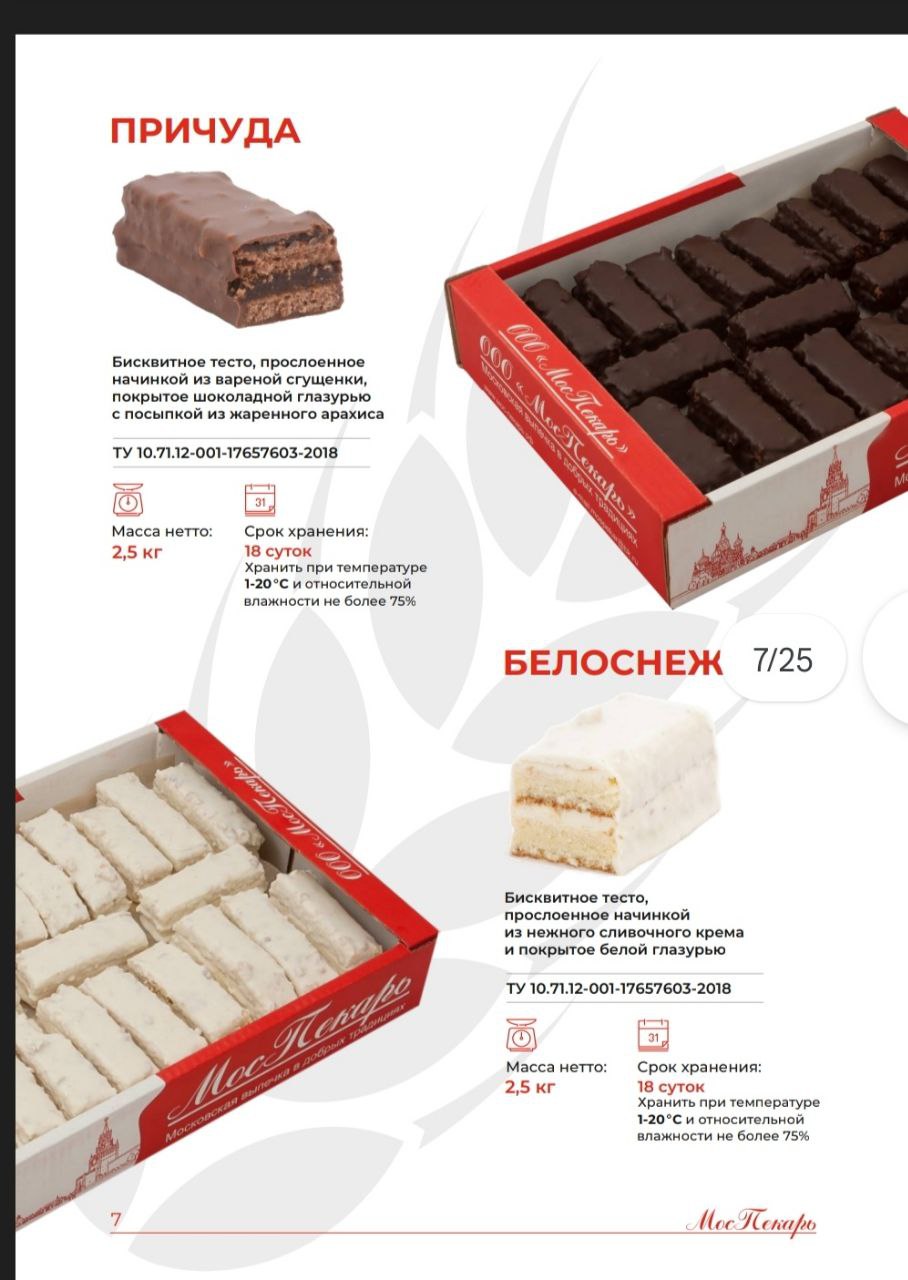 ПРИЧУДА
Бисквитное тесто, прослоенное
начинкой из вареной сгущенки,
покрытое шоколадной глазурью
с посыпкой из жаренного арахиса
ТУ 10.71.12-001-17657603-2018
31
Масса нетто:
2,5 кг
Срок хранения:
18 суток
Хранить при температуре
1-20°С и относительной
влажности не более 75%
ООО «МосПекарь»
ООО «МосПекарь»
Московская выпечка в добрых традициях
БЕЛОСНЕЖ
7/25
ООО «МосПекарь»
МосПекарь
Московская выпечка в добрых традициях
Бисквитное тесто,
прослоенное начинкой
из нежного сливочного крема
и покрытое белой глазурью
ТУ 10.71.12-001-17657603-2018
31
Масса нетто:
2,5 кг
Срок хранения:
18 суток
Хранить при температуре
1-20°С и относительной
влажности не более 75%
7
МосПекарь